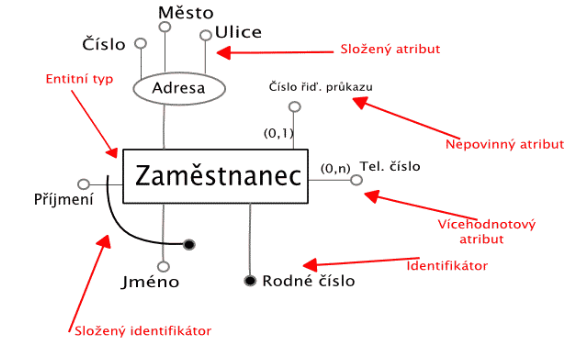 Město
Ulice
Číslo
Složený atribut
Entitní typ
Adresa
Číslo řid. průkazu
(0,1)
Nepovinný atribut
Zaměstnanec
(0,n)
Tel. číslo
Příjmení
Vícehodnotový
atribut
Identifikátor
Jméno
Rodné číslo
Složený identifikátor